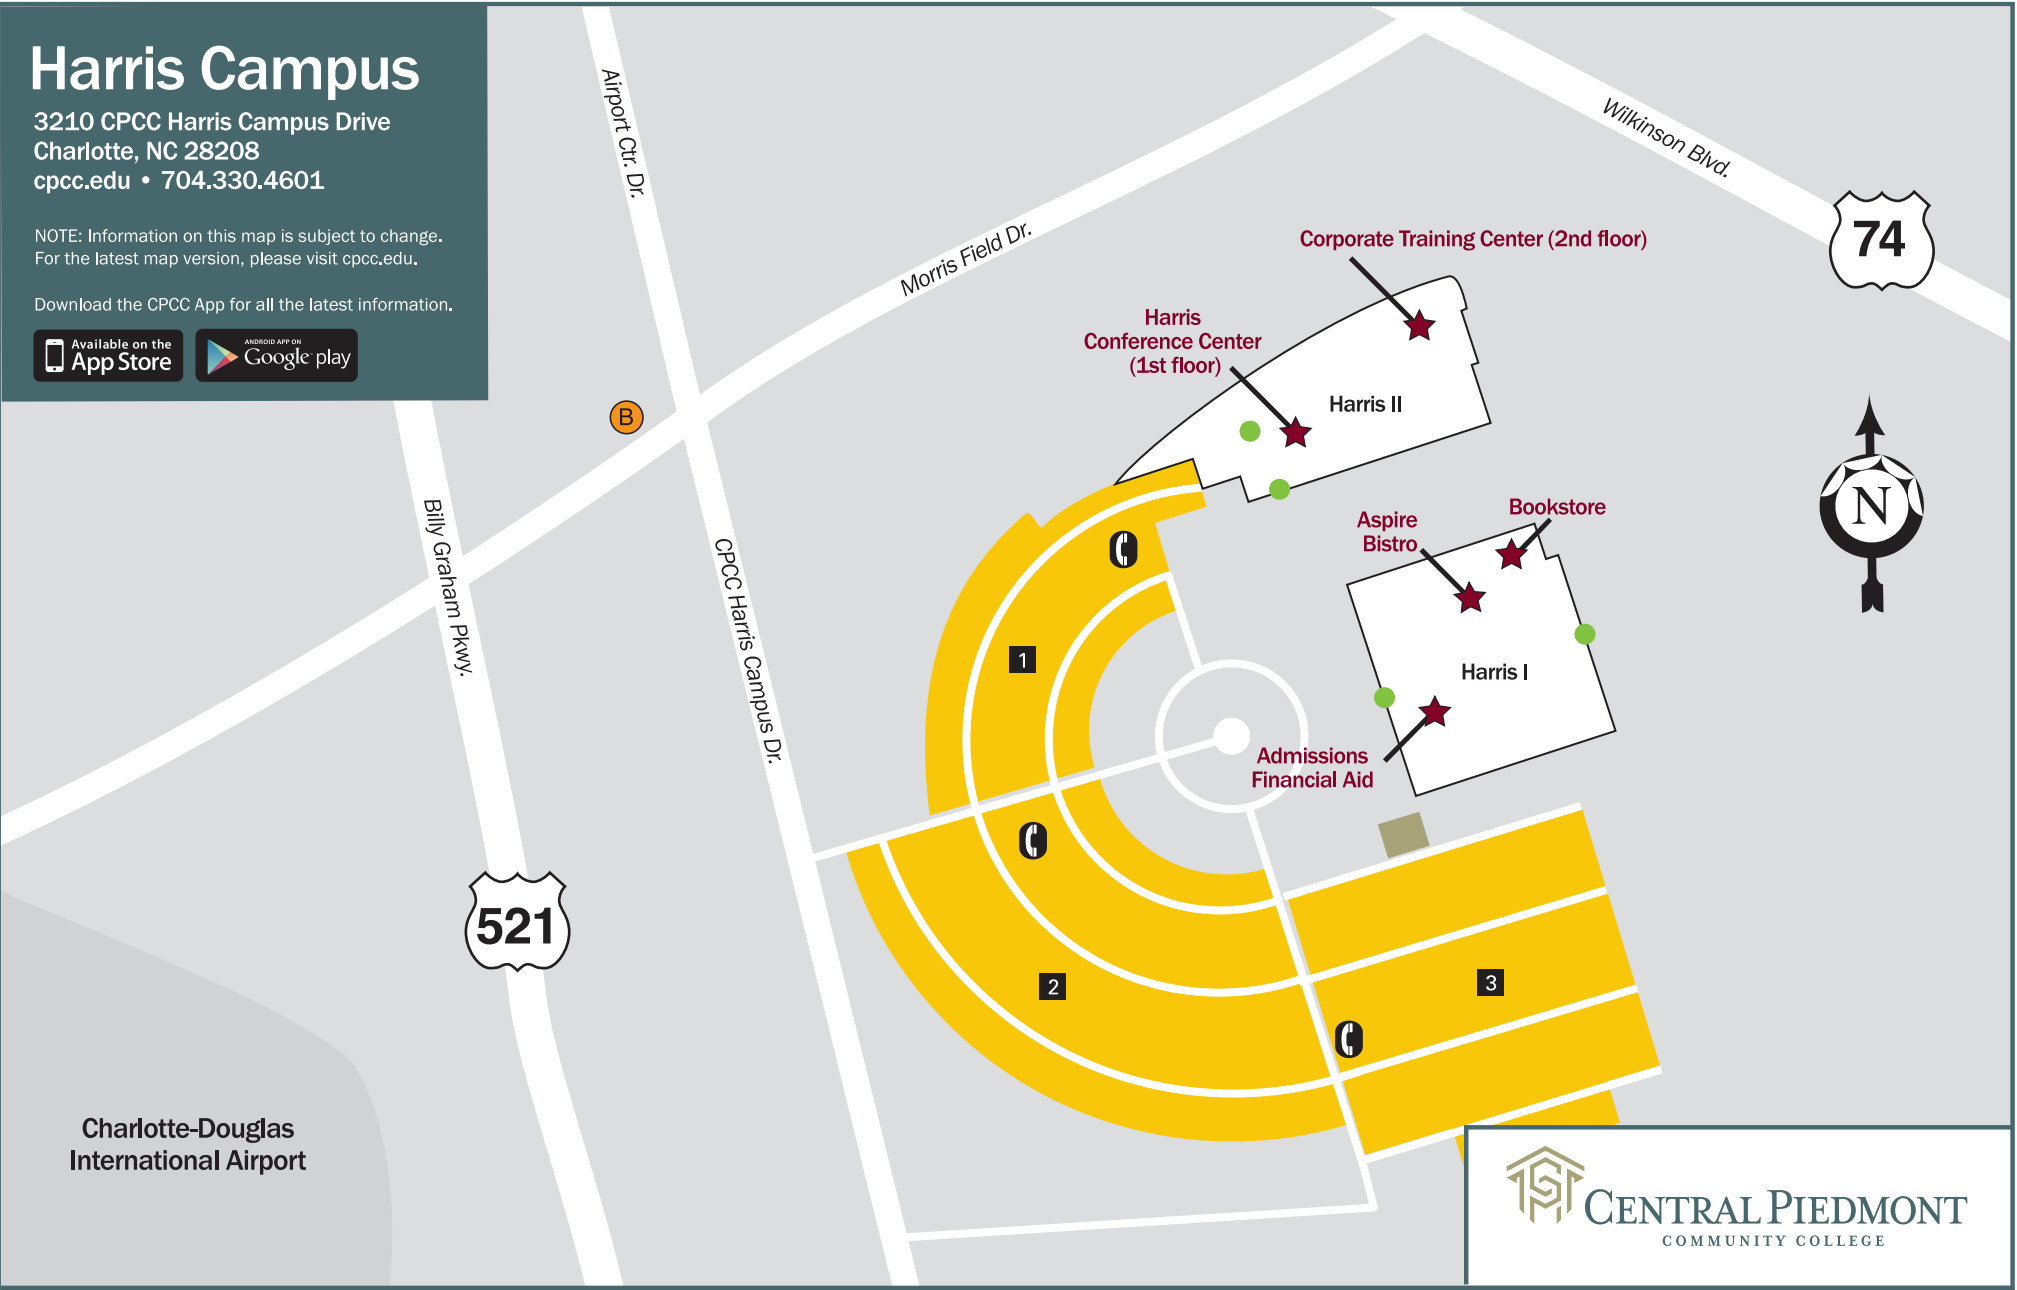 Harris Campus
3210 CPCC Harris Campus Drive
Charlotte, NC 28208
cpcc.edu • 704.330.4601
NOTE: Information on this map is subject to change.
For the latest map version, please visit cpcc.edu.
Download the CPCC App for all the latest information.
Available on the
App Store
ANDROID APP ON
Google play
Airport Ctr. Dr.
Morris Field Dr.
Wilkinson Blvd.
74
Corporate Training Center (2nd floor)
Harris
Conference Center
(1st floor)
Harris II
B
Billy Graham Pkwy.
CPCC Harris Campus Dr.
N
Aspire
Bistro
Bookstore
Harris I
1
Admissions
Financial Aid
521
2
3
Charlotte-Douglas
International Airport
CENTRAL PIEDMONT
COMMUNITY COLLEGE